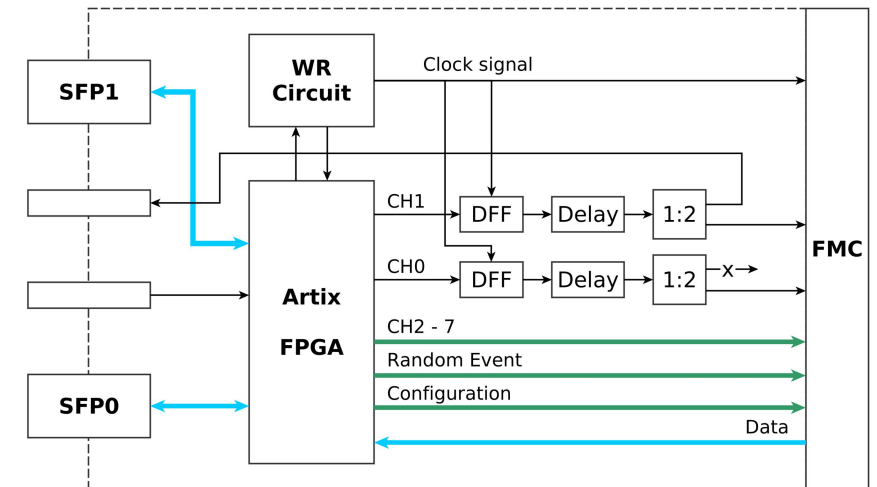 WR
Circuit
Clock signal
SFP1
CH1
DFF
Delay
1:2
FMC
CH0
DFF
Delay
1:2
x
Artix
FPGA
CH2 - 7
Random Event
Configuration
SFP0
Data